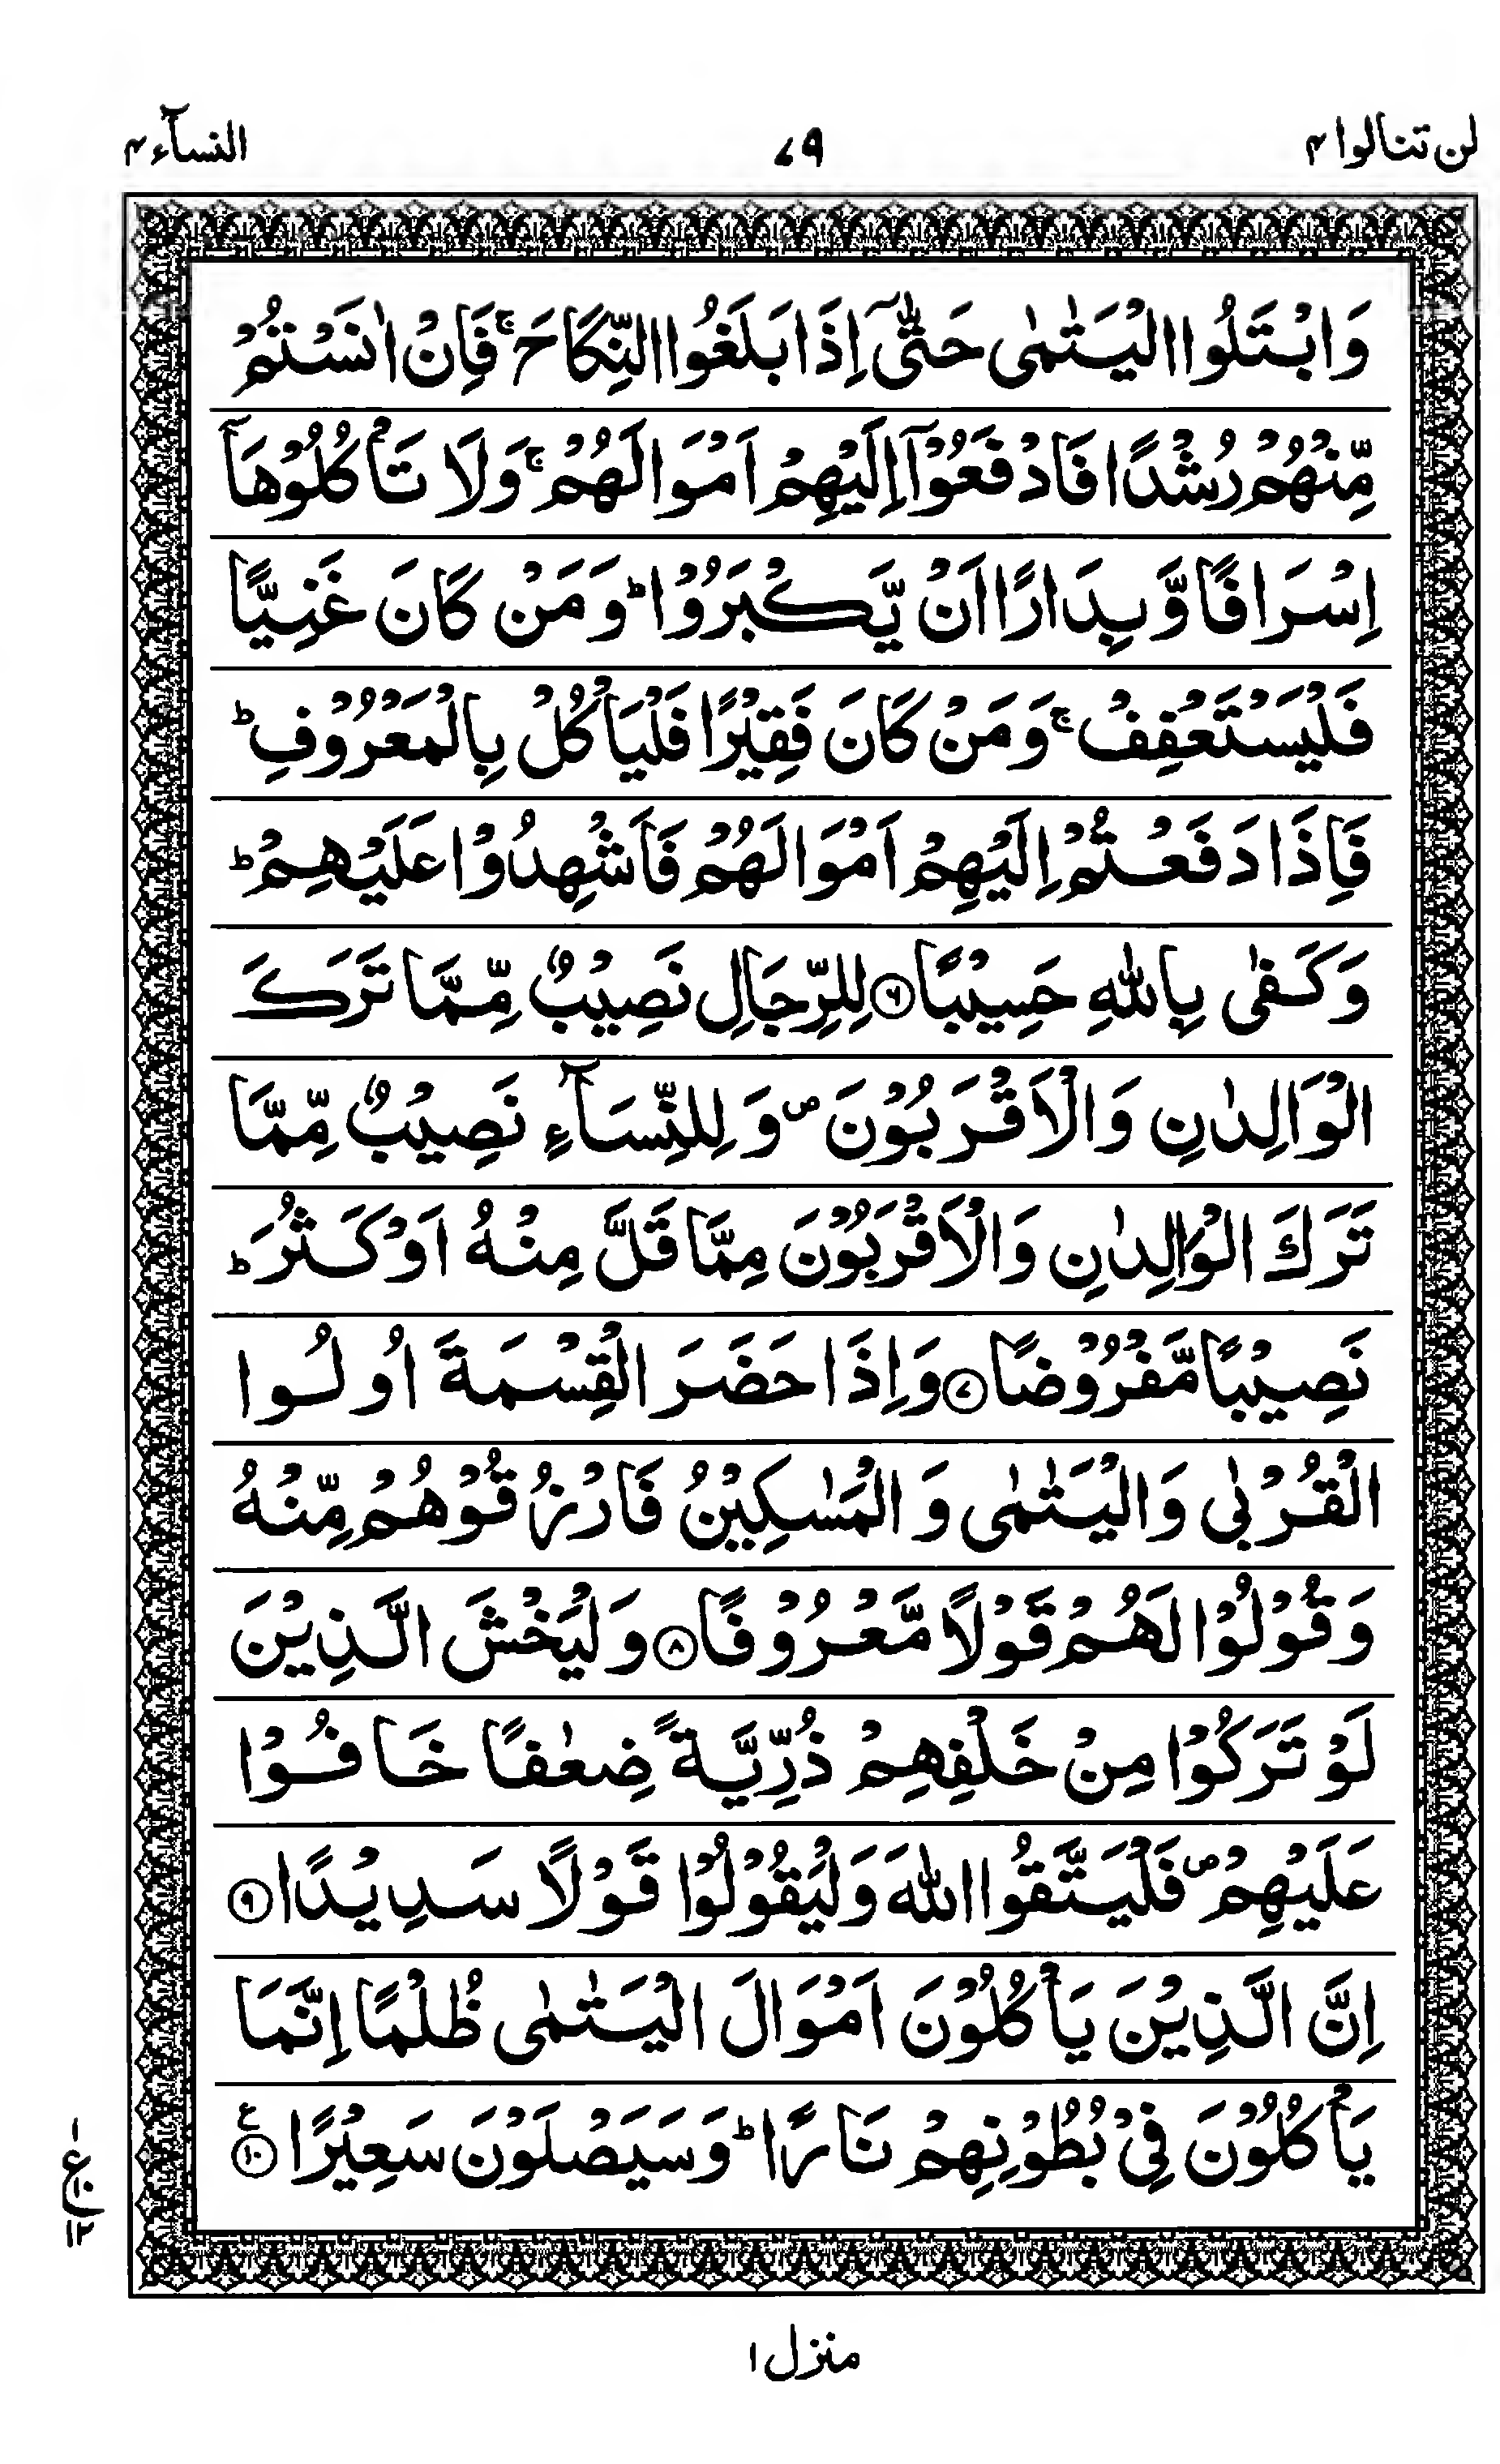 لن تنالوا ۴ ۷۹ النسآء ۴
وَابْتَلُوا الْيَتٰمٰى حَتّٰۤى اِذَا بَلَغُوا النِّكَاحَ ۚ فَاِنْ اٰنَسْتُمْ
مِّنْهُمْ رُشْدًا فَادْفَعُوْۤا اِلَيْهِمْ اَمْوَالَهُمْ ۚ وَلَا تَاْكُلُوْهَاۤ
اِسْرَافًا وَّ بِدَارًا اَنْ يَّكْبَرُوْا ؕ وَمَنْ كَانَ غَنِيًّا
فَلْيَسْتَعْفِفْ ۚ وَمَنْ كَانَ فَقِيْرًا فَلْيَاْكُلْ بِالْمَعْرُوْفِ ؕ
فَاِذَا دَفَعْتُمْ اِلَيْهِمْ اَمْوَالَهُمْ فَاَشْهِدُوْا عَلَيْهِمْ ؕ
وَكَفٰى بِاللّٰهِ حَسِيْبًا ۶ لِلرِّجَالِ نَصِيْبٌ مِّمَّا تَرَكَ
الْوَالِدٰنِ وَالْاَقْرَبُوْنَ ۪ وَلِلنِّسَآءِ نَصِيْبٌ مِّمَّا
تَرَكَ الْوَالِدٰنِ وَالْاَقْرَبُوْنَ مِمَّا قَلَّ مِنْهُ اَوْ كَثُرَ ؕ
نَصِيْبًا مَّفْرُوْضًا ۷ وَاِذَا حَضَرَ الْقِسْمَةَ اُولُوا
الْقُرْبٰى وَالْيَتٰمٰى وَالْمَسٰكِيْنُ فَارْزُقُوْهُمْ مِّنْهُ
وَقُوْلُوْا لَهُمْ قَوْلًا مَّعْرُوْفًا ۸ وَلْيَخْشَ الَّذِيْنَ
لَوْ تَرَكُوْا مِنْ خَلْفِهِمْ ذُرِّيَّةً ضِعٰفًا خَافُوْا
عَلَيْهِمْ ۪ فَلْيَتَّقُوا اللّٰهَ وَلْيَقُوْلُوْا قَوْلًا سَدِيْدًا ۹
اِنَّ الَّذِيْنَ يَاْكُلُوْنَ اَمْوَالَ الْيَتٰمٰى ظُلْمًا اِنَّمَا
يَاْكُلُوْنَ فِيْ بُطُوْنِهِمْ نَارًا ؕ وَسَيَصْلَوْنَ سَعِيْرًا ۱۰ ع
منزل ۱